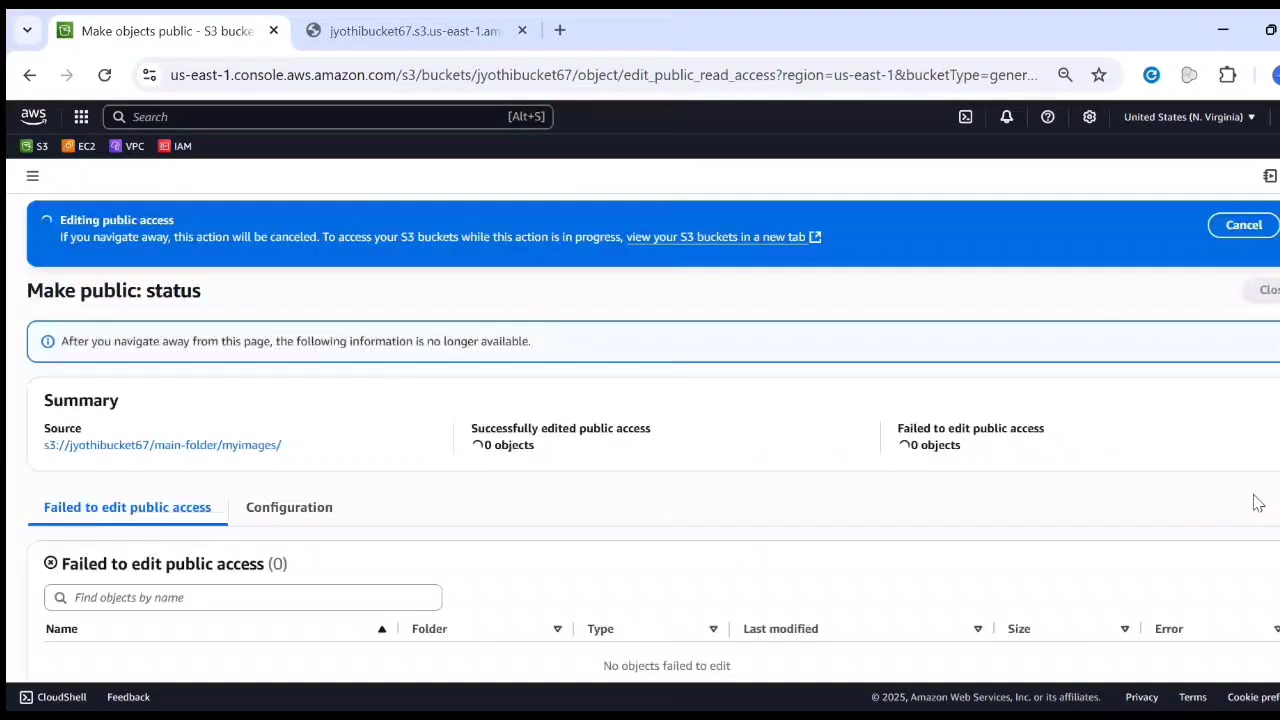 Make objects public - S3 bucke
jyothibucket67.s3.us-east-1.am
us-east-1.console.aws.amazon.com/s3/buckets/jyothibucket67/object/edit_public_read_access?region=us-east-1&bucketType=gener...
aws
Search
[Alt+S]
United States (N. Virginia)
S3
EC2
VPC
IAM
Editing public access
If you navigate away, this action will be canceled. To access your S3 buckets while this action is in progress, view your S3 buckets in a new tab
Cancel
Make public: status
Clos
After you navigate away from this page, the following information is no longer available.
Summary
Source
s3://jyothibucket67/main-folder/myimages/
Successfully edited public access
0 objects
Failed to edit public access
0 objects
Failed to edit public access
Configuration
Failed to edit public access (0)
Find objects by name
Name
Folder
Type
Last modified
Size
Error
No objects failed to edit
CloudShell
Feedback
© 2025, Amazon Web Services, Inc. or its affiliates.
Privacy
Terms
Cookie pref